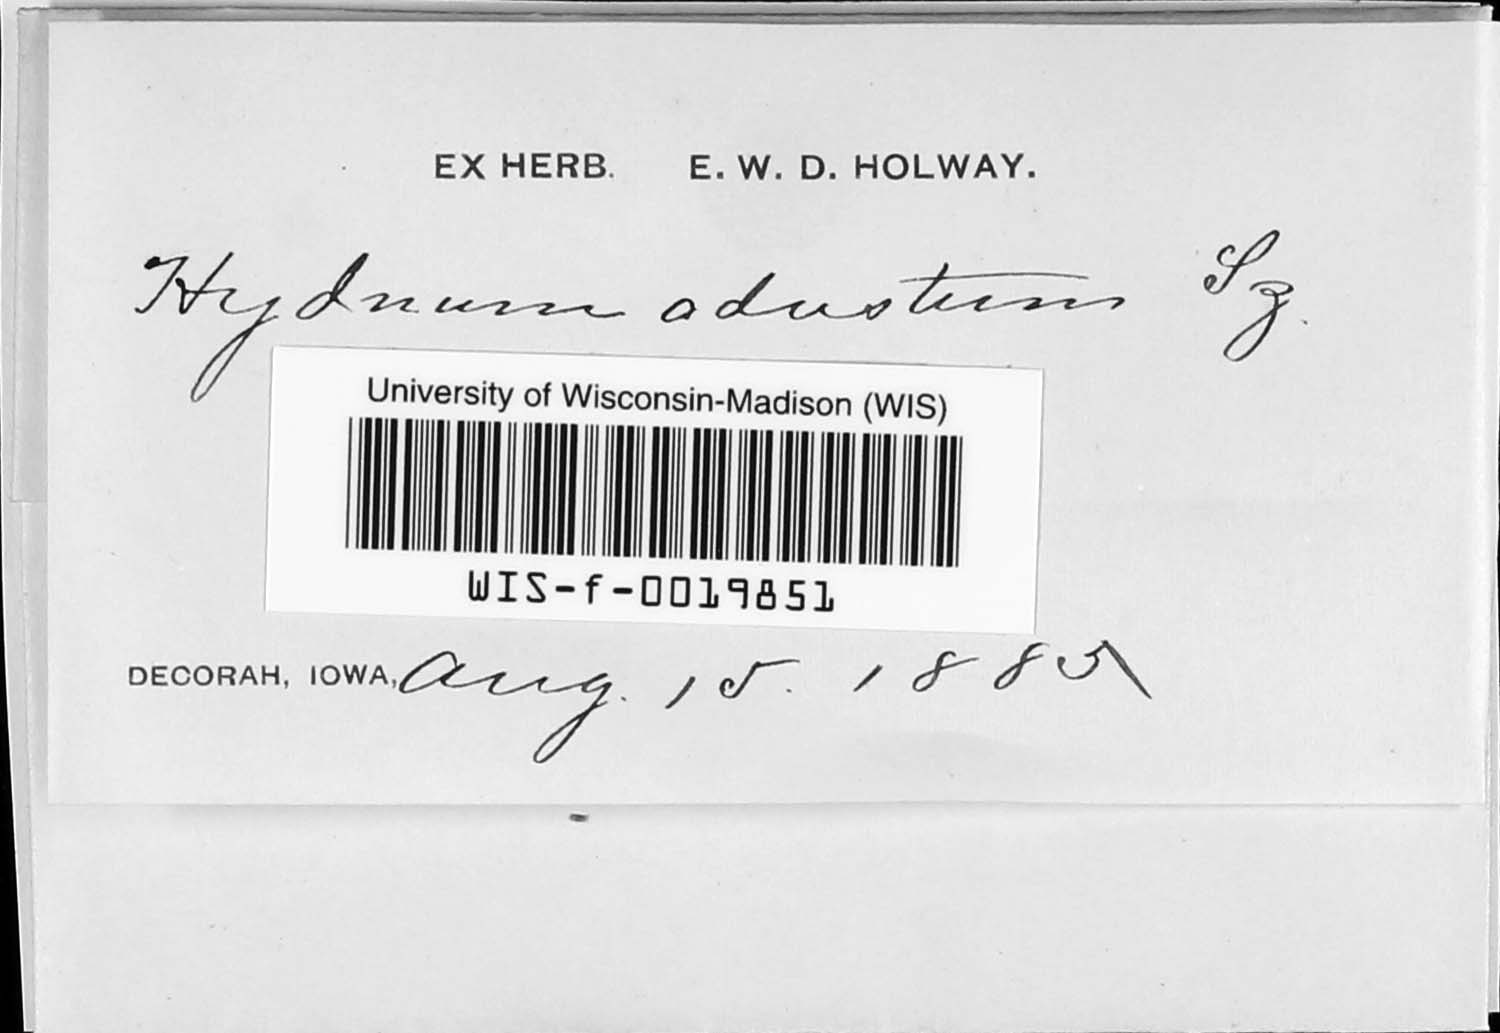 EX HERB. E. W. D. HOLWAY.
Hydnum adustum Sz.
University of Wisconsin-Madison (WIS)
WIS-f-0019851
DECORAH, IOWA, Aug. 15. 1885